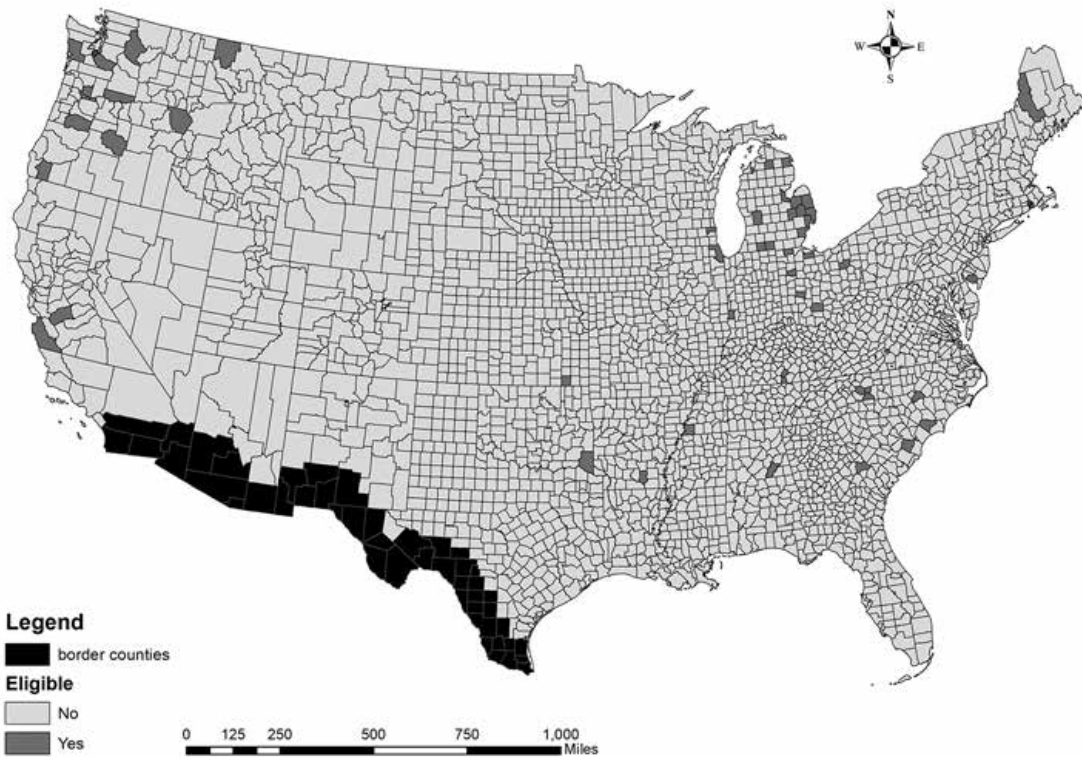 N
W E
S
Legend
border counties
Eligible
No
Yes
0 125 250 500 750 1,000
Miles